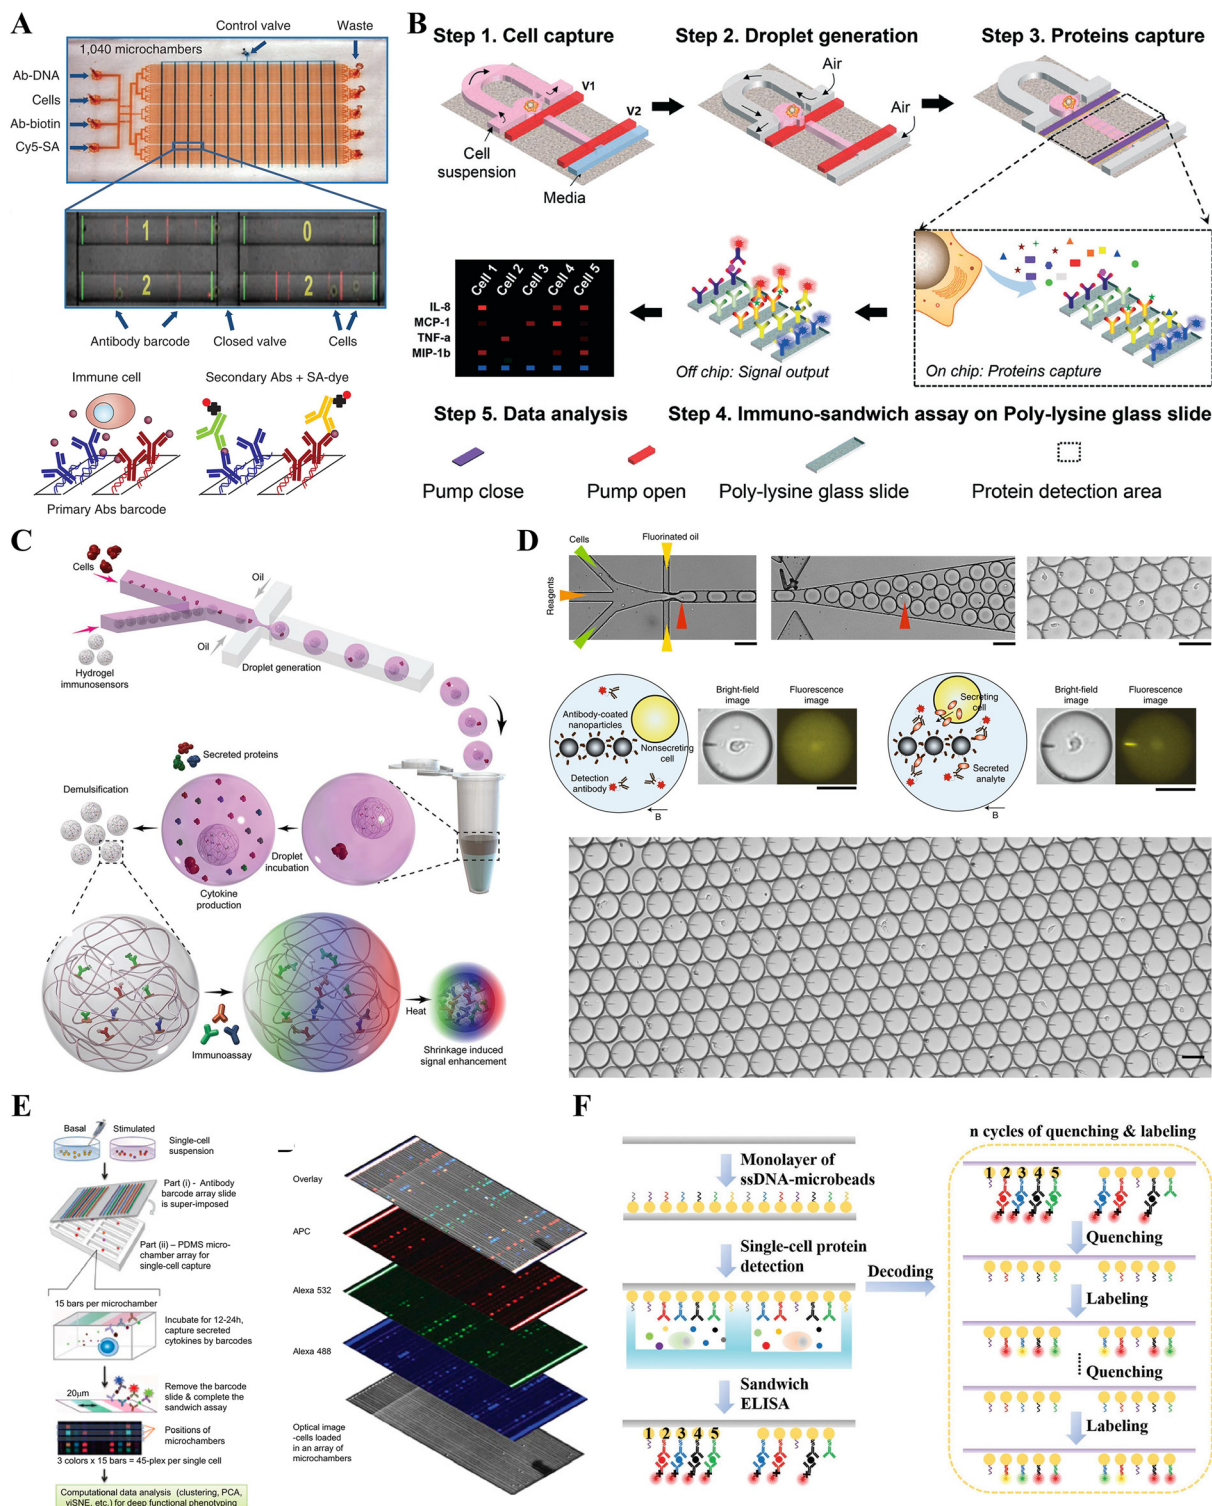 A
Control valve
Waste
1,040 microchambers
Ab-DNA
Cells
Ab-biotin
Cy5-SA
1
0
2
2
Antibody barcode
Closed valve
Cells
Immune cell
Secondary Abs + SA-dye
Primary Abs barcode
B
Step 1. Cell capture
Step 2. Droplet generation
Step 3. Proteins capture
V1
V2
Cell
suspension
Media
Air
Air
Cell 1
Cell 2
Cell 3
Cell 4
Cell 5
IL-8
MCP-1
TNF-a
MIP-1b
Off chip: Signal output
On chip: Proteins capture
Step 5. Data analysis
Step 4. Immuno-sandwich assay on Poly-lysine glass slide
Pump close
Pump open
Poly-lysine glass slide
Protein detection area
C
Cells
Oil
Oil
Hydrogel
immunosensors
Droplet generation
Secreted proteins
Demulsification
Droplet
incubation
Cytokine
production
Immunoassay
Heat
Shrinkage induced
signal enhancement
D
Cells
Fluorinated oil
Reagents
Antibody-coated
nanoparticles
Nonsecreting
cell
Detection
antibody
B
Bright-field
image
Fluorescence
image
Secreting
cell
Secreted
analyte
B
Bright-field
image
Fluorescence
image
E
Basal
Stimulated
Single-cell
suspension
Part (i) - Antibody
barcode array slide
is super-imposed
Part (ii) – PDMS micro-
chamber array for
single-cell capture
15 bars per microchamber
Incubate for 12-24h,
capture secreted
cytokines by barcodes
20μm
Remove the barcode
slide & complete the
sandwich assay
Positions of
microchambers
3 colors x 15 bars = 45-plex per single cell
Computational data analysis (clustering, PCA,
viSNE, etc.) for deep functional phenotyping
Overlay
APC
Alexa 532
Alexa 488
Optical image
-cells loaded
in an array of
microchambers
F
Monolayer of
ssDNA-microbeads
Single-cell protein
detection
Decoding
Sandwich
ELISA
1 2 3 4 5
n cycles of quenching & labeling
1 2 3 4 5
Quenching
Labeling
Quenching
Labeling